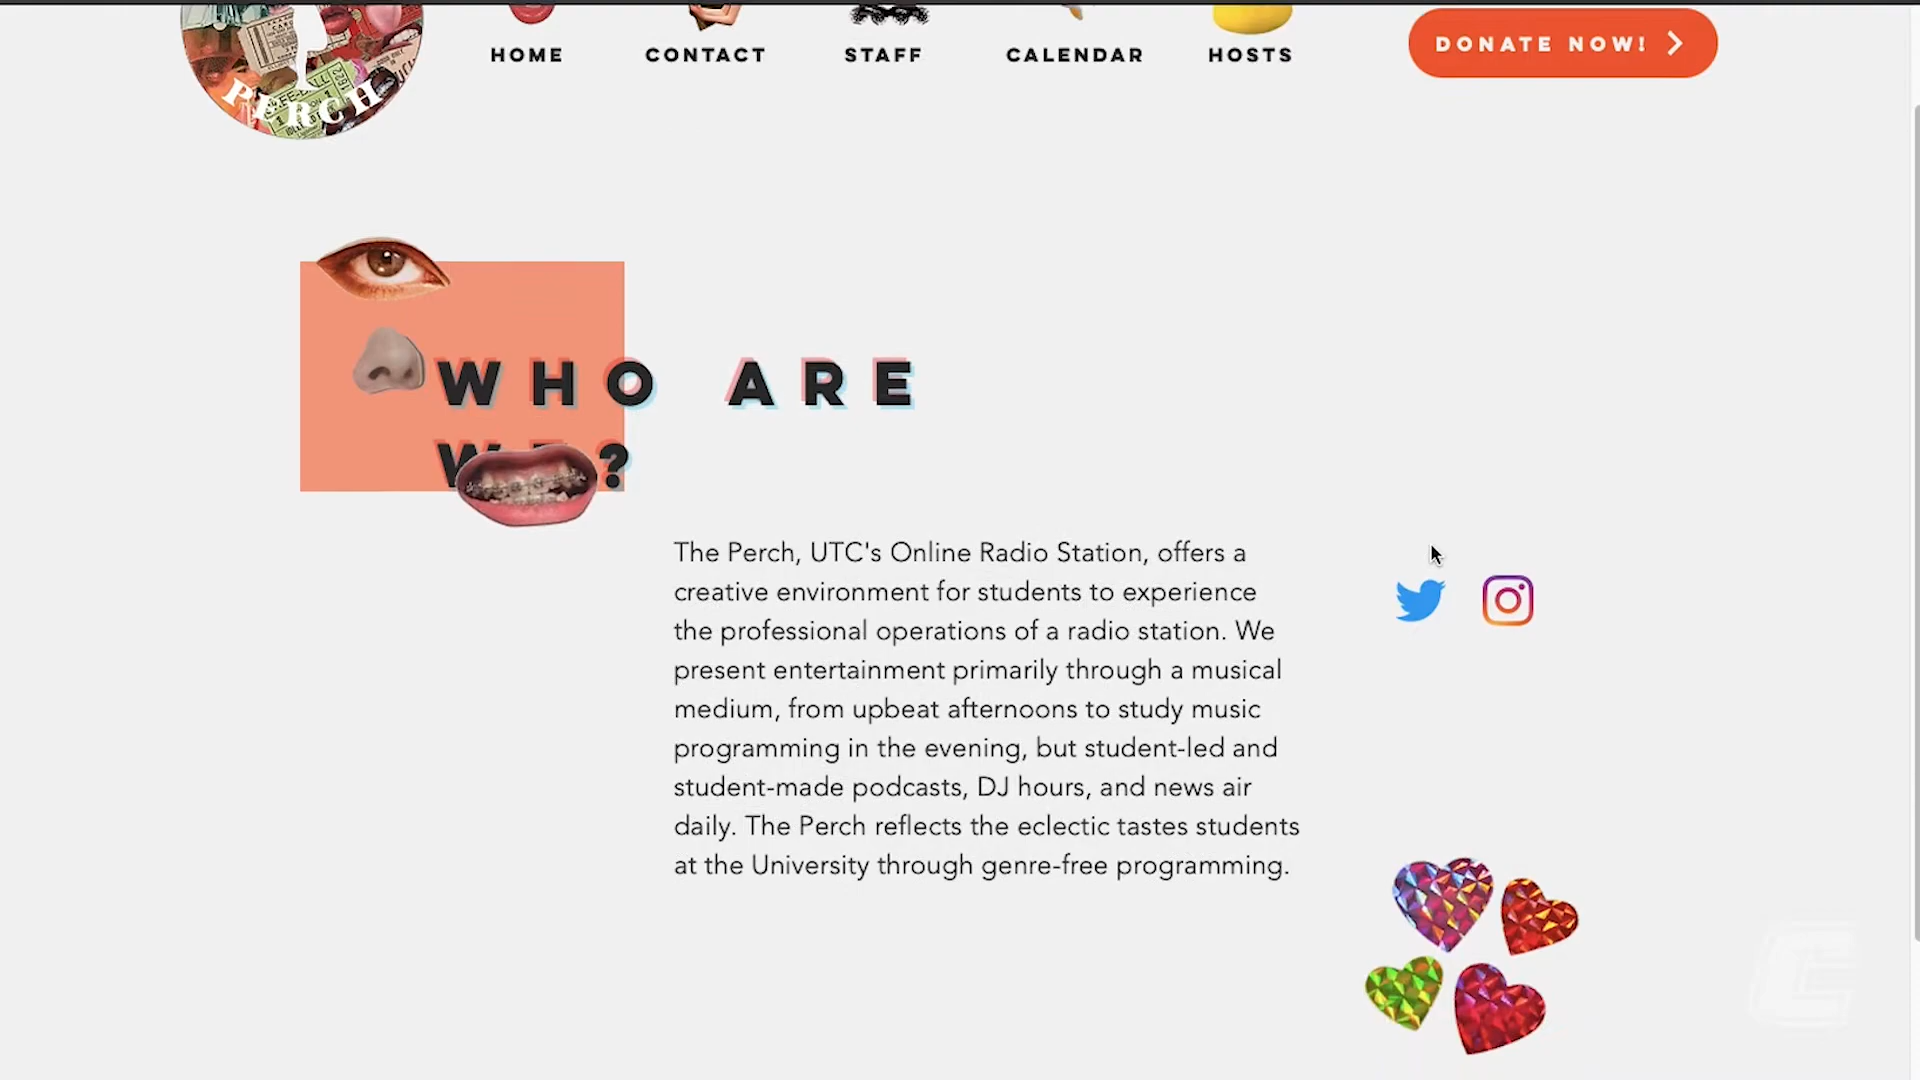 PERCH
HOME
CONTACT
STAFF
CALENDAR
HOSTS
DONATE NOW!
WHO ARE
WE?
The Perch, UTC's Online Radio Station, offers a
creative environment for students to experience
the professional operations of a radio station. We
present entertainment primarily through a musical
medium, from upbeat afternoons to study music
programming in the evening, but student-led and
student-made podcasts, DJ hours, and news air
daily. The Perch reflects the eclectic tastes students
at the University through genre-free programming.